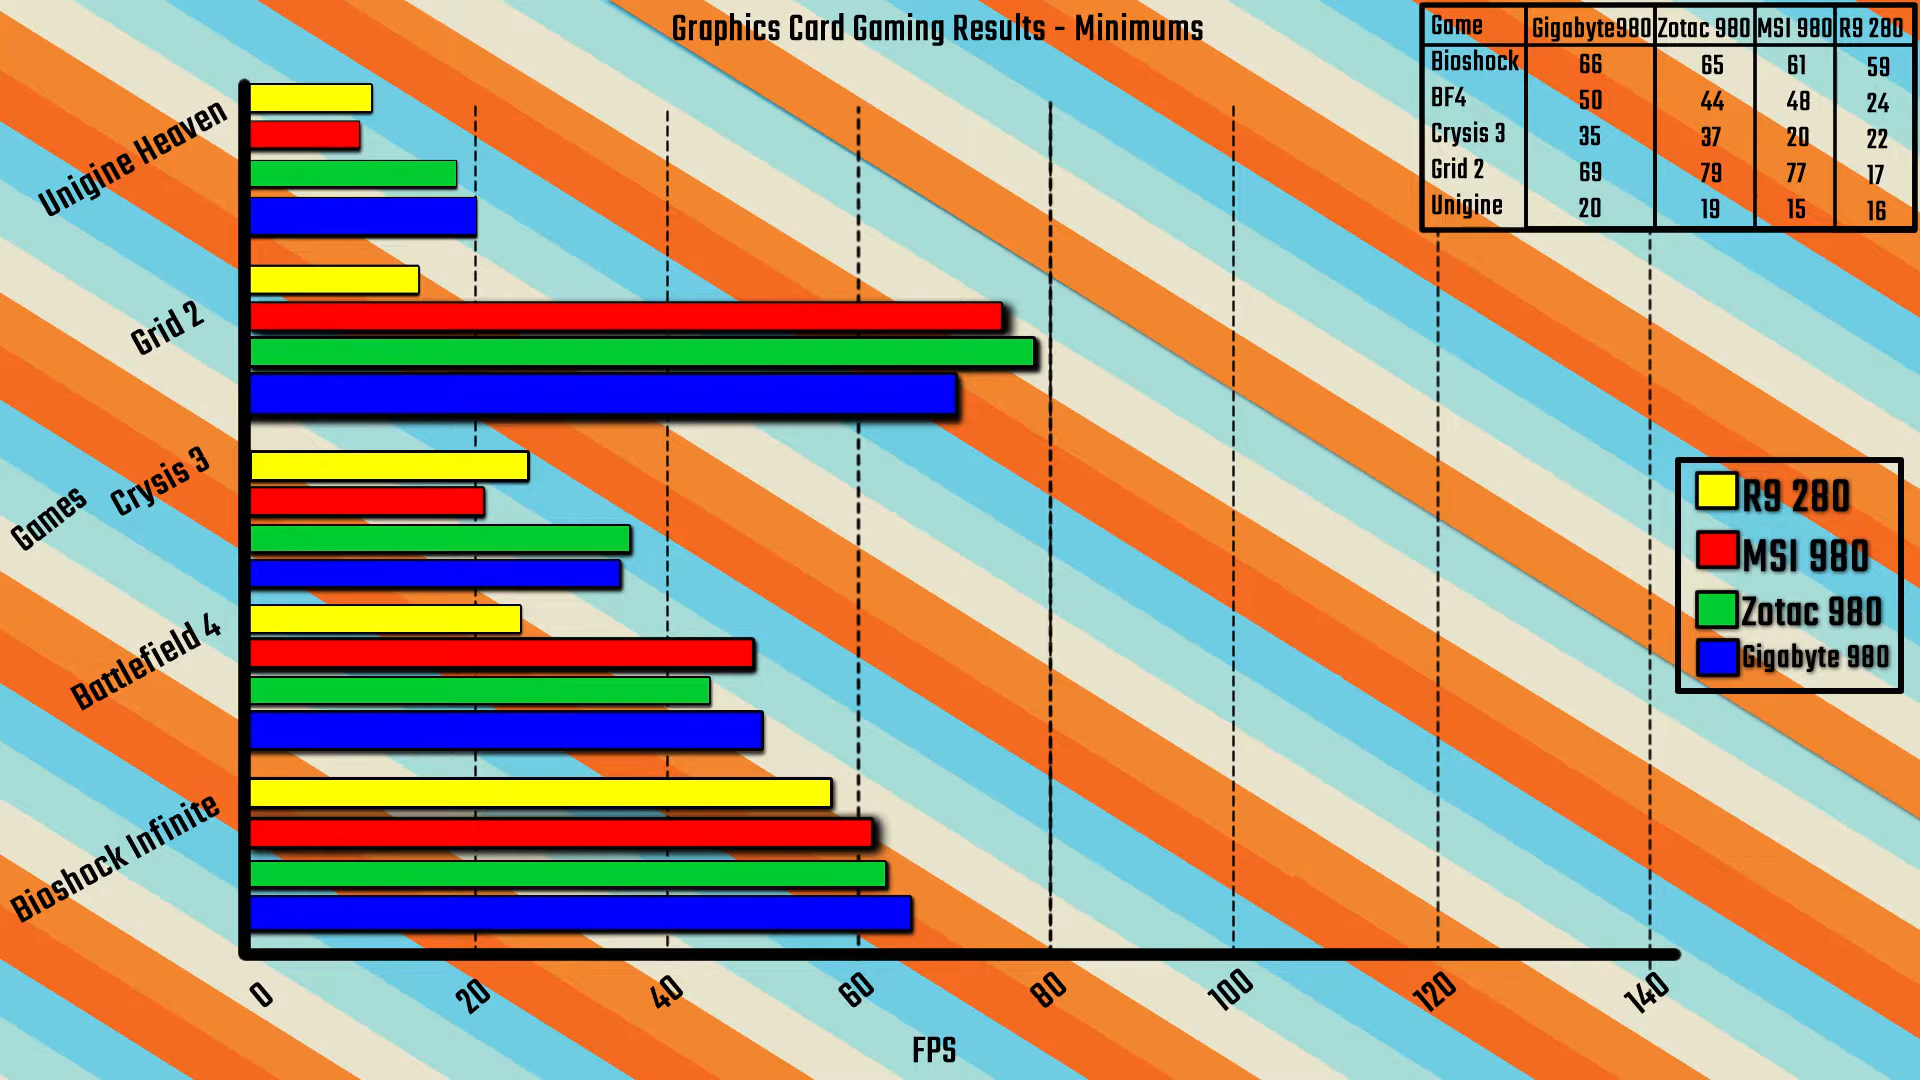 Graphics Card Gaming Results - Minimums
Game Gigabyte980 Zotac 980 MSI 980 R9 280
Bioshock 66 65 61 59
BF4 50 44 48 24
Crysis 3 35 37 20 22
Grid 2 69 79 77 17
Unigine 20 19 15 16
Unigine Heaven
Grid 2
Crysis 3
Games
Battlefield 4
Bioshock Infinite
R9 280
MSI 980
Zotac 980
Gigabyte 980
0 20 40 60 80 100 120 140
FPS